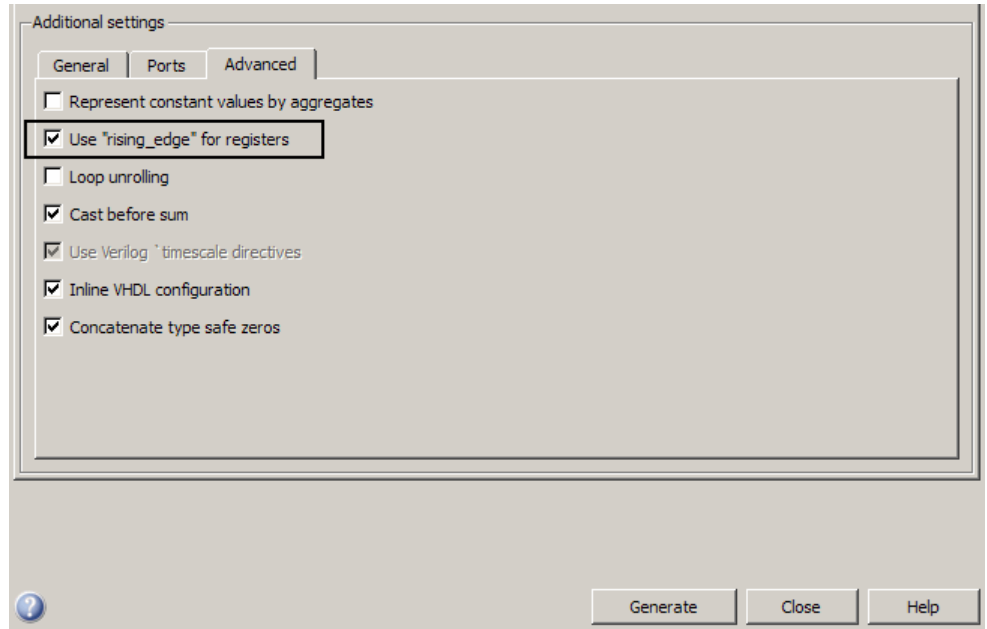 Additional settings
General Ports Advanced
Represent constant values by aggregates
Use "rising_edge" for registers
Loop unrolling
Cast before sum
Use Verilog `timescale directives
Inline VHDL configuration
Concatenate type safe zeros
? Generate Close Help